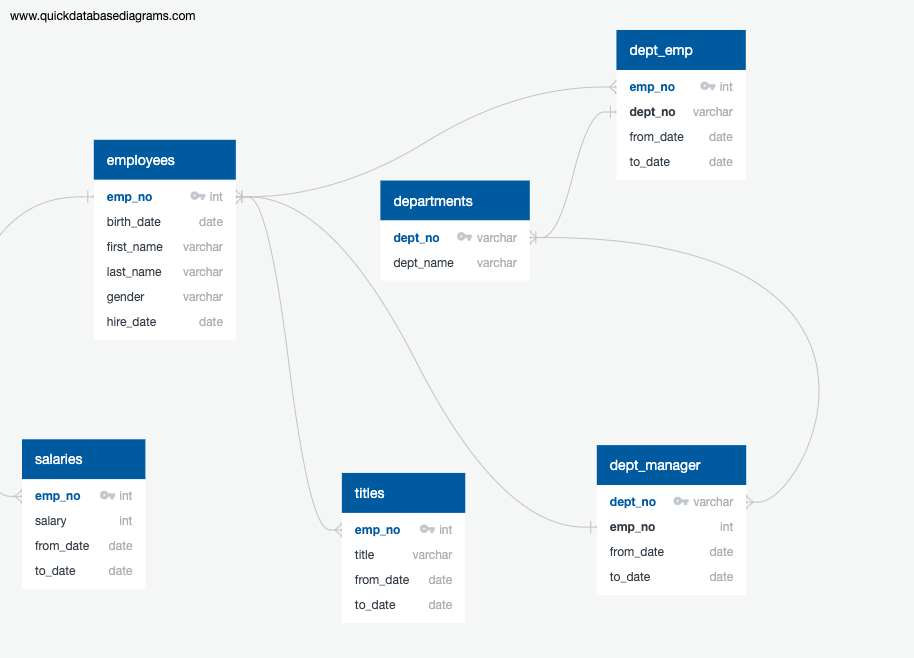 www.quickdatabasediagrams.com
dept_emp
emp_no int
dept_no varchar
from_date date
to_date date
employees
emp_no int
birth_date date
first_name varchar
last_name varchar
gender varchar
hire_date date
departments
dept_no varchar
dept_name varchar
salaries
emp_no int
salary int
from_date date
to_date date
titles
emp_no int
title varchar
from_date date
to_date date
dept_manager
dept_no varchar
emp_no int
from_date date
to_date date